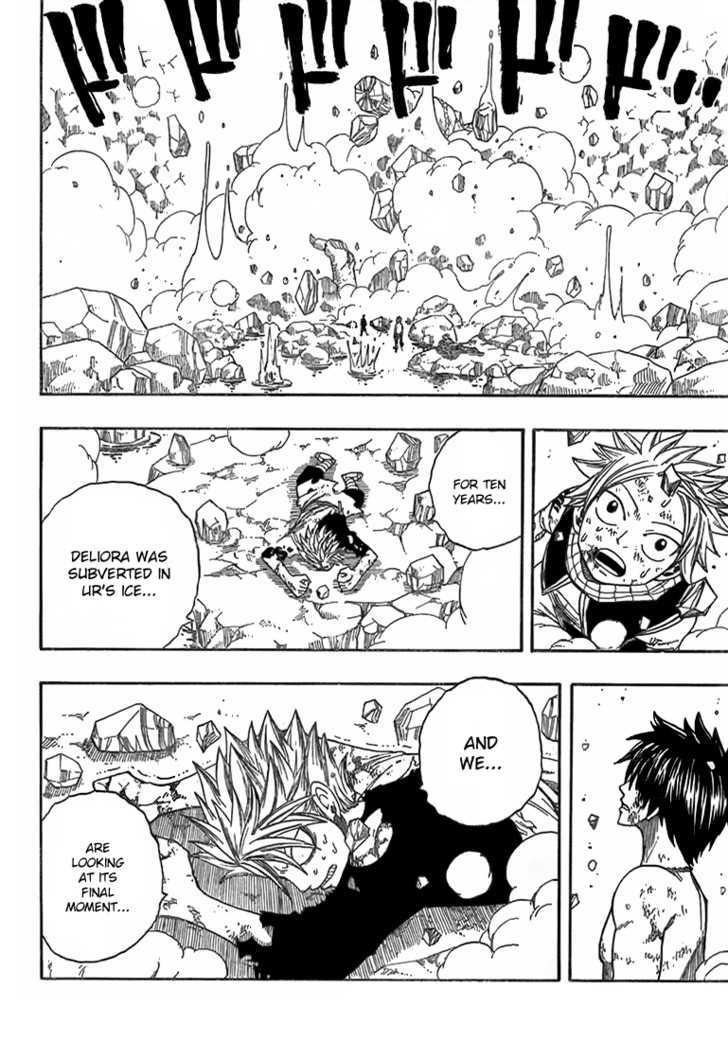 ドドドドドド...
FOR TEN
YEARS...
DELIORA WAS
SUBVERTED IN
UR'S ICE...
AND
WE...
ARE
LOOKING
AT ITS
FINAL
MOMENT...